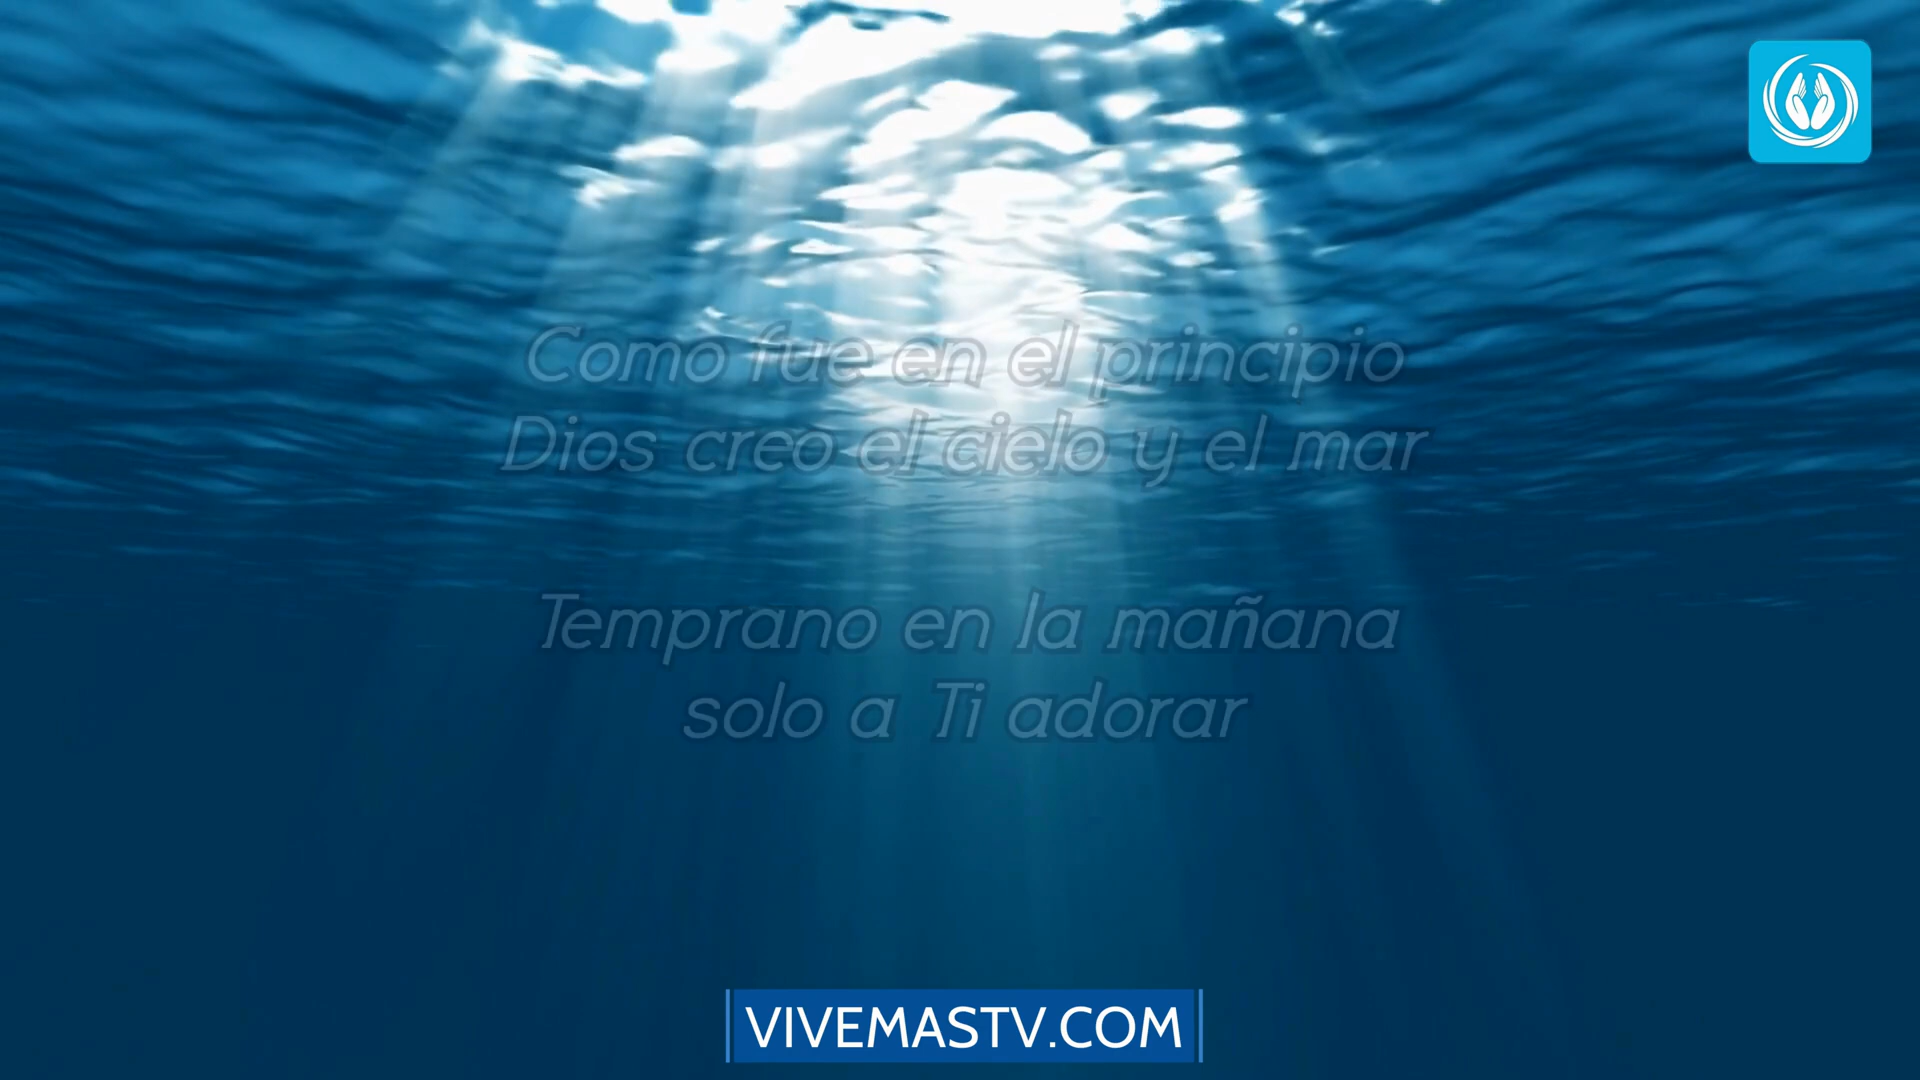 Como fue en el principio
Dios creo el cielo y el mar
Temprano en la mañana
solo a Ti adorar
VIVEMASTV.COM